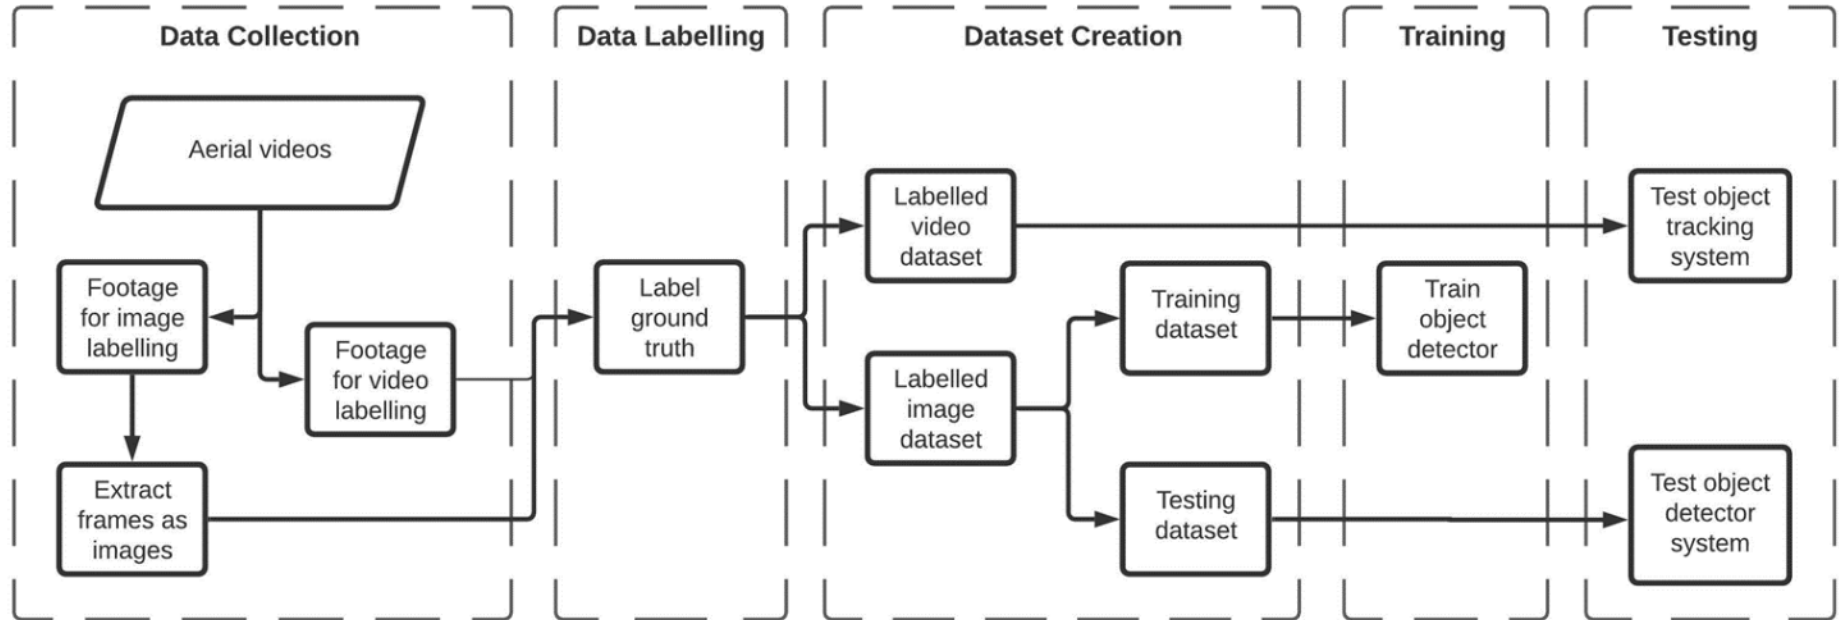 Data Collection
Data Labelling
Dataset Creation
Training
Testing
Aerial videos
Footage
for image
labelling
Footage
for video
labelling
Extract
frames as
images
Label
ground
truth
Labelled
video
dataset
Labelled
image
dataset
Training
dataset
Testing
dataset
Train
object
detector
Test object
tracking
system
Test object
detector
system